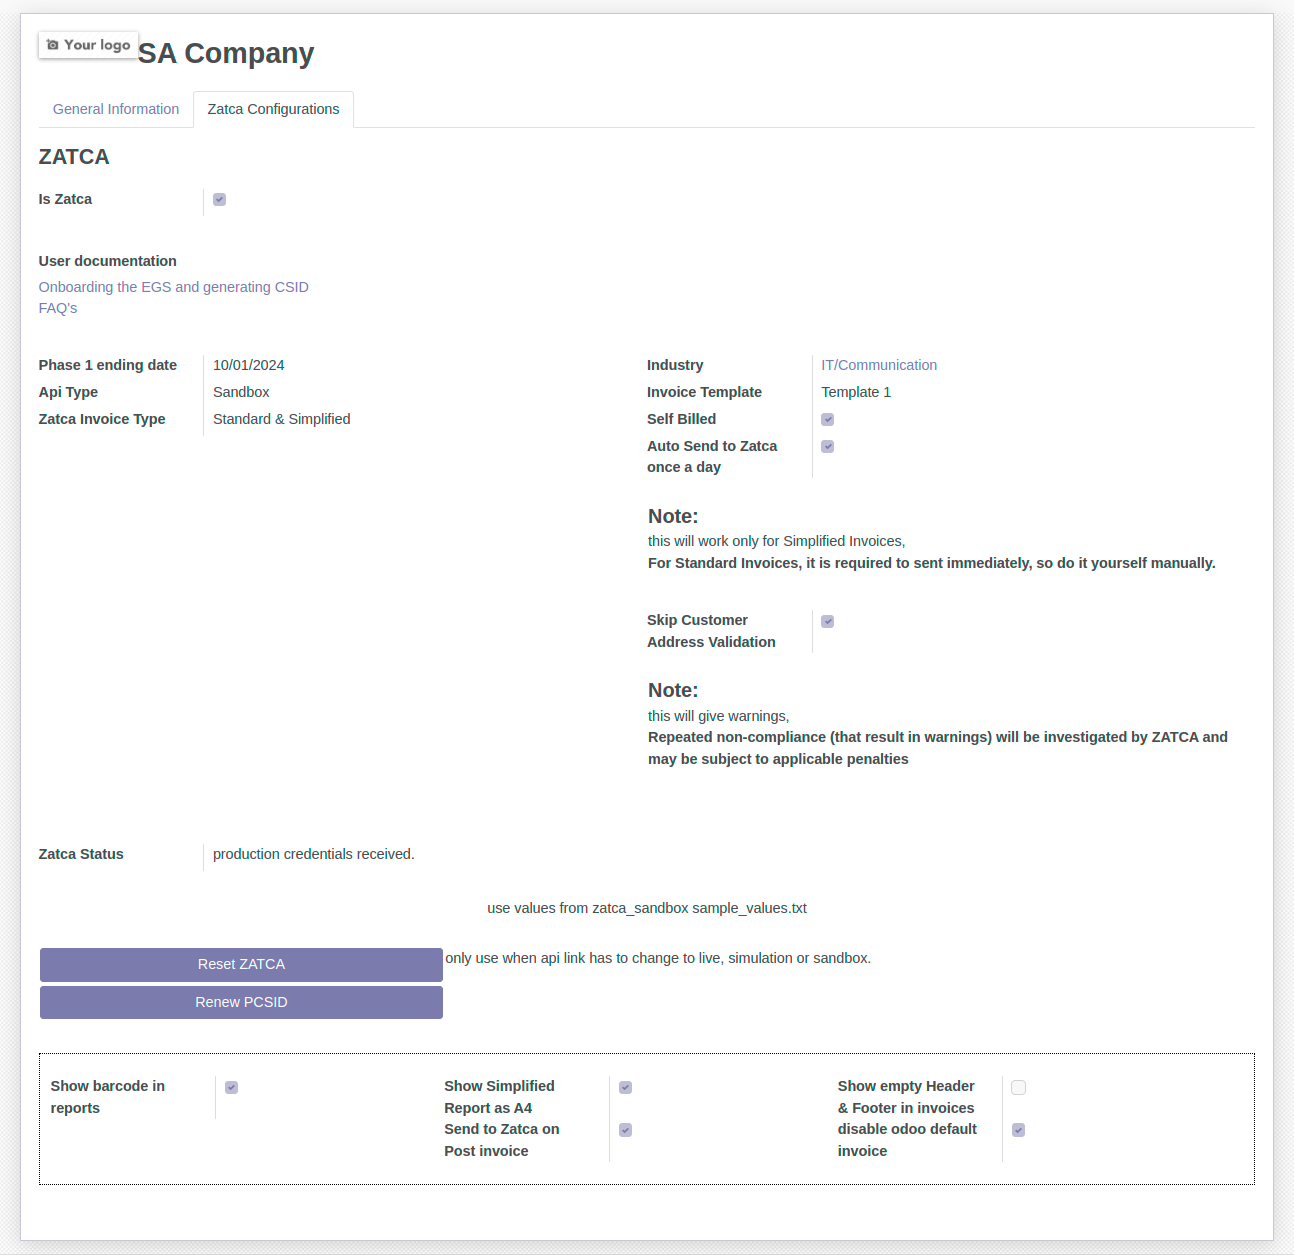 Your logo
SA Company
General Information
Zatca Configurations
ZATCA
Is Zatca
User documentation
Onboarding the EGS and generating CSID
FAQ's
Phase 1 ending date
10/01/2024
Api Type
Sandbox
Zatca Invoice Type
Standard & Simplified
Industry
IT/Communication
Invoice Template
Template 1
Self Billed
Auto Send to Zatca
once a day
Note:
this will work only for Simplified Invoices,
For Standard Invoices, it is required to sent immediately, so do it yourself manually.
Skip Customer
Address Validation
Note:
this will give warnings,
Repeated non-compliance (that result in warnings) will be investigated by ZATCA and
may be subject to applicable penalties
Zatca Status
production credentials received.
use values from zatca_sandbox sample_values.txt
Reset ZATCA
only use when api link has to change to live, simulation or sandbox.
Renew PCSID
Show barcode in
reports
Show Simplified
Report as A4
Send to Zatca on
Post invoice
Show empty Header
& Footer in invoices
disable odoo default
invoice